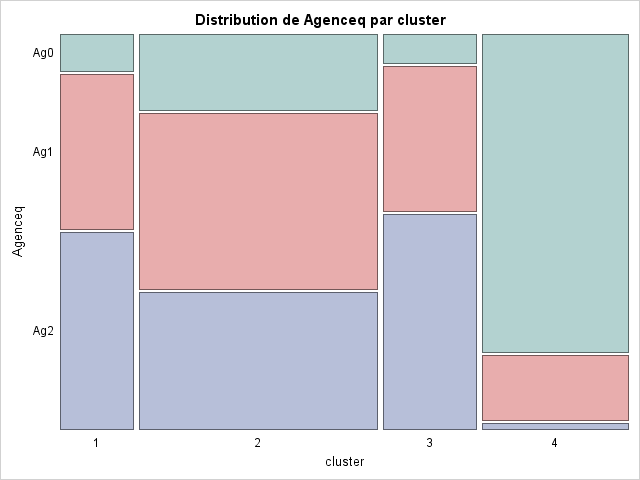 Distribution de Agenceq par cluster
Ag0
Ag1
Ag2
Agenceq
1 2 3 4
cluster